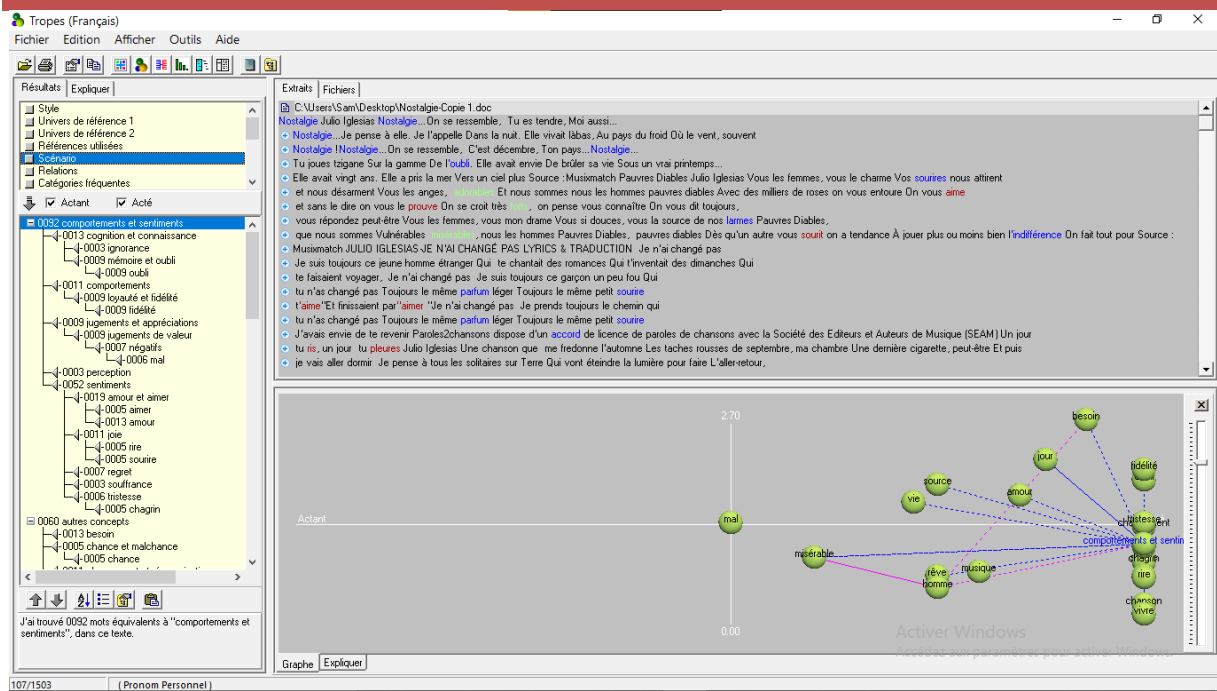 Tropes (Français)
Fichier Edition Afficher Outils Aide
Résultats Expliquer
Style
Univers de référence 1
Univers de référence 2
Références utilisées
Scénario
Relations
Catégories fréquentes
Actant Acté
0092 comportements et sentiments
0013 cognition et connaissance
0003 ignorance
0009 mémoire et oubli
0009 oubli
0011 comportements
0009 loyauté et fidélité
0009 fidélité
0009 jugements et appréciations
0009 jugements de valeur
0007 négatifs
0006 mal
0003 perception
0052 sentiments
0019 amour et aimer
0005 aimer
0013 amour
0011 joie
0005 rire
0005 sourire
0007 regret
0003 souffrance
0006 tristesse
0005 chagrin
0060 autres concepts
0013 besoin
0005 chance et malchance
0005 chance
J'ai trouvé 0092 mots équivalents à "comportements et
sentiments", dans ce texte.
107/1503 ( Pronom Personnel )
Extraits Fichiers
C:\Users\Sam\Desktop\Nostalgie-Copie 1.doc
Nostalgie Julio Iglesias Nostalgie...On se ressemble, Tu es tendre, Moi aussi...
Nostalgie...Je pense à elle. Je l'appelle Dans la nuit. Elle vivait làbas, Au pays du froid Où le vent, souvent
Nostalgie !Nostalgie...On se ressemble, C'est décembre, Ton pays...Nostalgie...
Tu joues tzigane Sur la gamme De l'oubli. Elle avait envie De brûler sa vie Sous un vrai printemps...
Elle avait vingt ans. Elle a pris la mer Vers un ciel plus Source :Musixmatch Pauvres Diables Julio Iglesias Vous les femmes, vous le charme Vos sourires nous attirent
et nous désarment Vous les anges, adorables Et nous sommes nous les hommes pauvres diables Avec des milliers de roses on vous entoure On vous aime
et sans le dire on vous le prouve On se croit très forts, on pense vous connaître On vous dit toujours,
vous répondez peut-être Vous les femmes, vous mon drame Vous si douces, vous la source de nos larmes Pauvres Diables,
que nous sommes Vulnérables misérables, nous les hommes Pauvres Diables, pauvres diables Dès qu'un autre vous sourit on a tendance À jouer plus ou moins bien l'indifférence On fait tout pour Source :
Musixmatch JULIO IGLESIAS-JE N'AI CHANGÉ PAS LYRICS & TRADUCTION Je n'ai changé pas
Je suis toujours ce jeune homme étranger Qui te chantait des romances Qui t'inventait des dimanches Qui
te faisaient voyager, Je n'ai changé pas Je suis toujours ce garçon un peu fou Qui
tu n'as changé pas Toujours le même parfum léger Toujours le même petit sourire
t'aime"Et finissaient par"aimer "Je n'ai changé pas Je prends toujours le chemin qui
tu n'as changé pas Toujours le même parfum léger Toujours le même petit sourire
J'avais envie de te revenir Paroles2chansons dispose d'un accord de licence de paroles de chansons avec la Société des Editeurs et Auteurs de Musique (SEAM) Un jour
tu ris, un jour tu pleures Julio Iglesias Une chanson que me fredonne l'automne Les taches rousses de septembre, ma chambre Une dernière cigarette, peut-être Et puis
je vais aller dormir Je pense à tous les solitaires sur Terre Qui vont éteindre la lumière pour faire L'aller-retour,
2.70
besoin
jour
fidélité
source
amour
vie
Actant
mal
tristesse
comportements et sentin
misérable
chagrin
rêve
musique
rire
homme
chanson
vivre
0.00
Activer Windows
Accédez aux paramètres pour activer Windows.
Graphe Expliquer